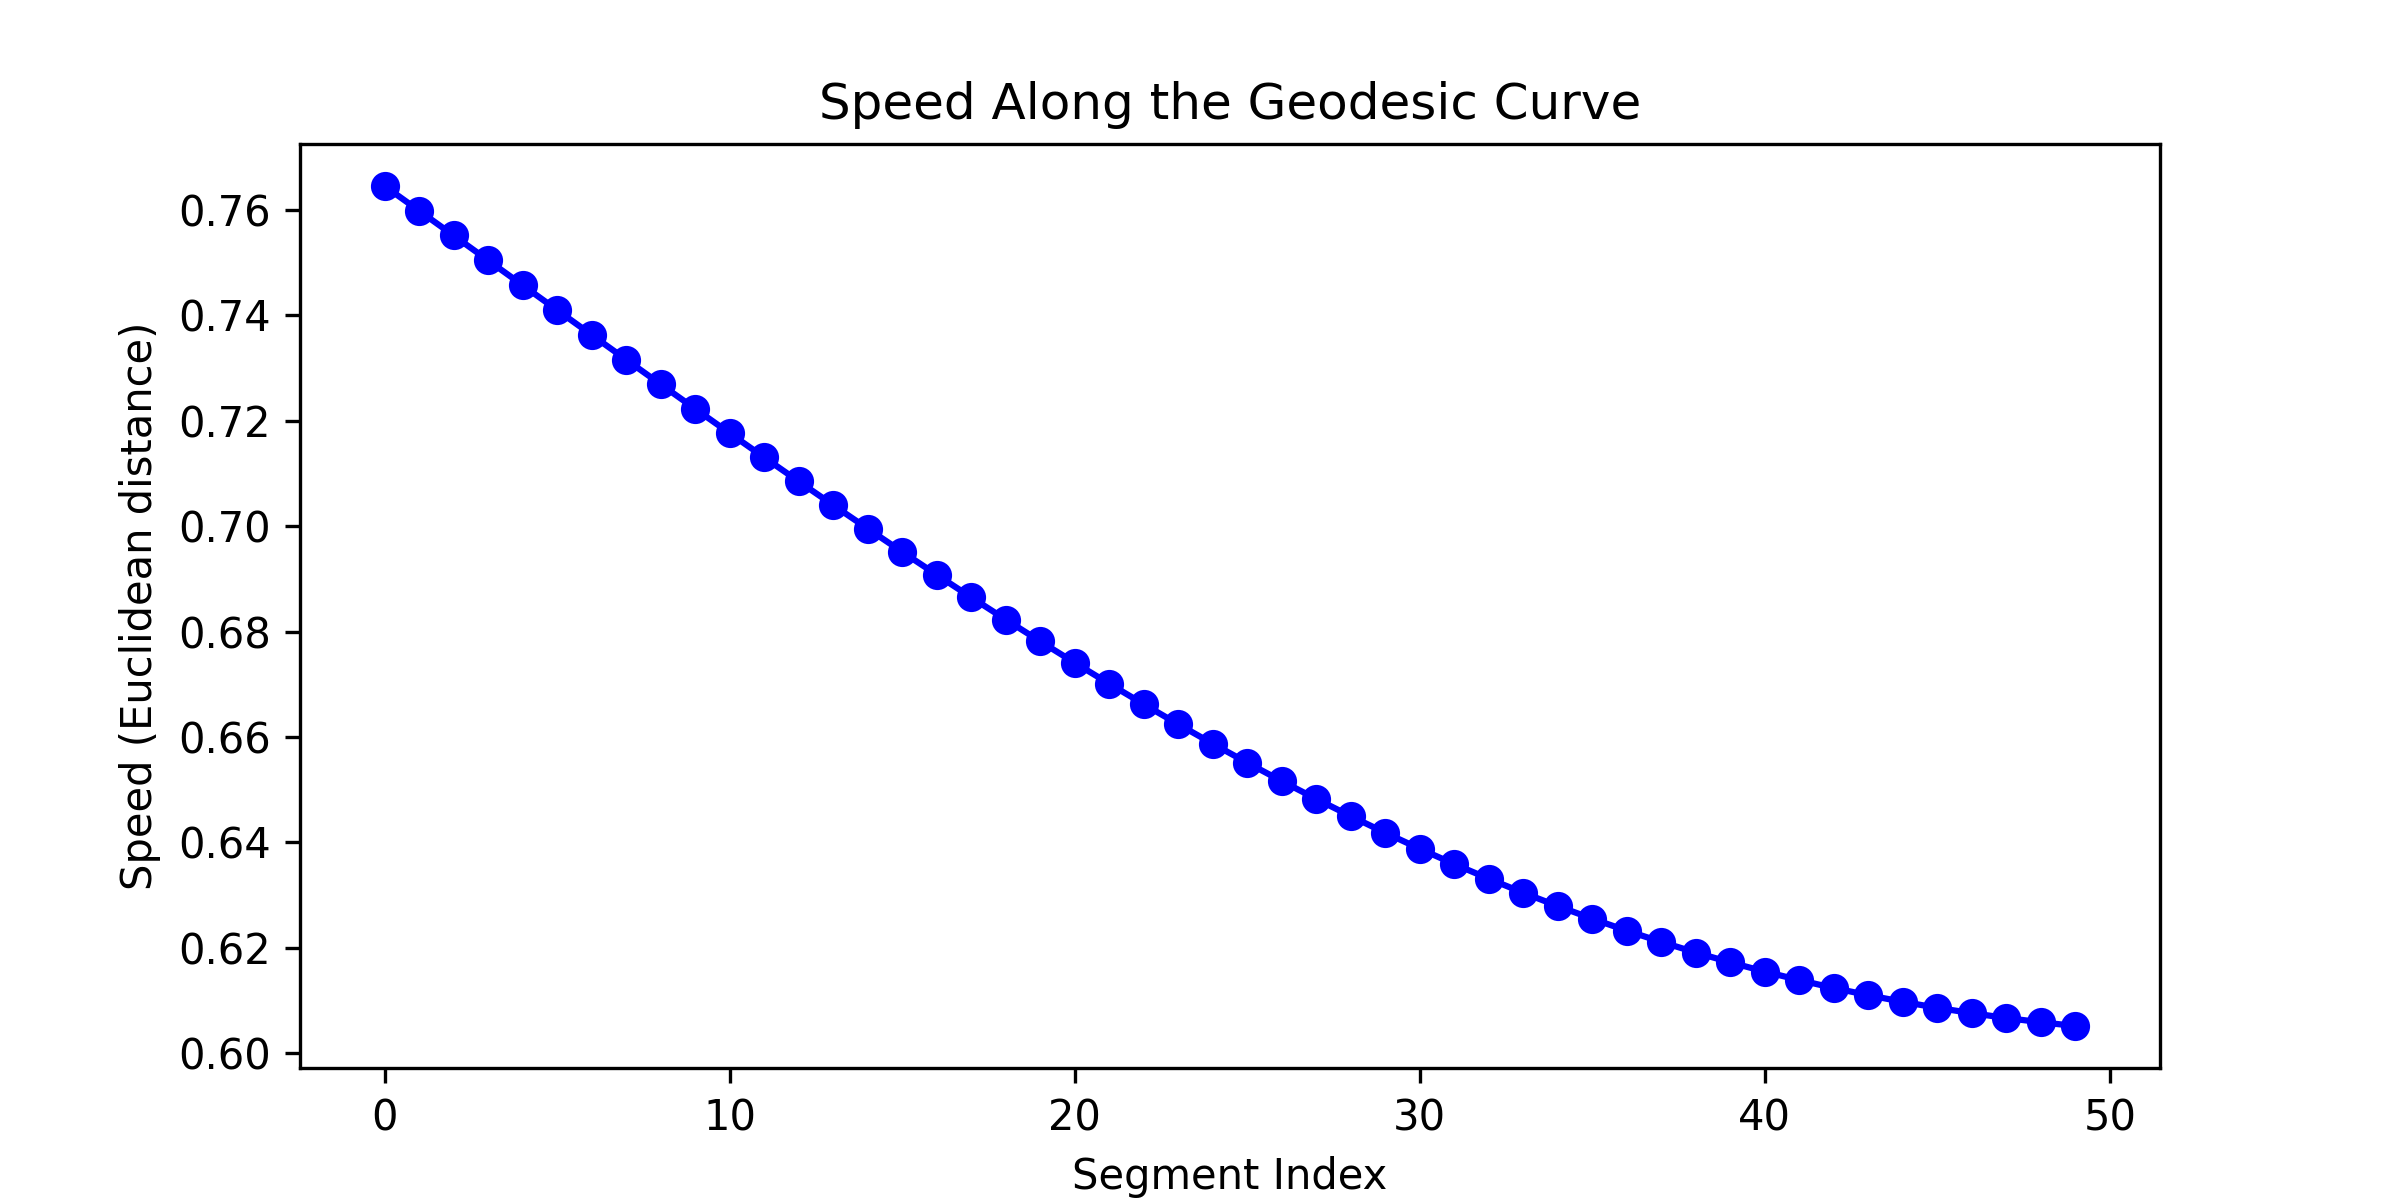 Speed Along the Geodesic Curve
Speed (Euclidean distance)
0.76
0.74
0.72
0.70
0.68
0.66
0.64
0.62
0.60
0 10 20 30 40 50
Segment Index